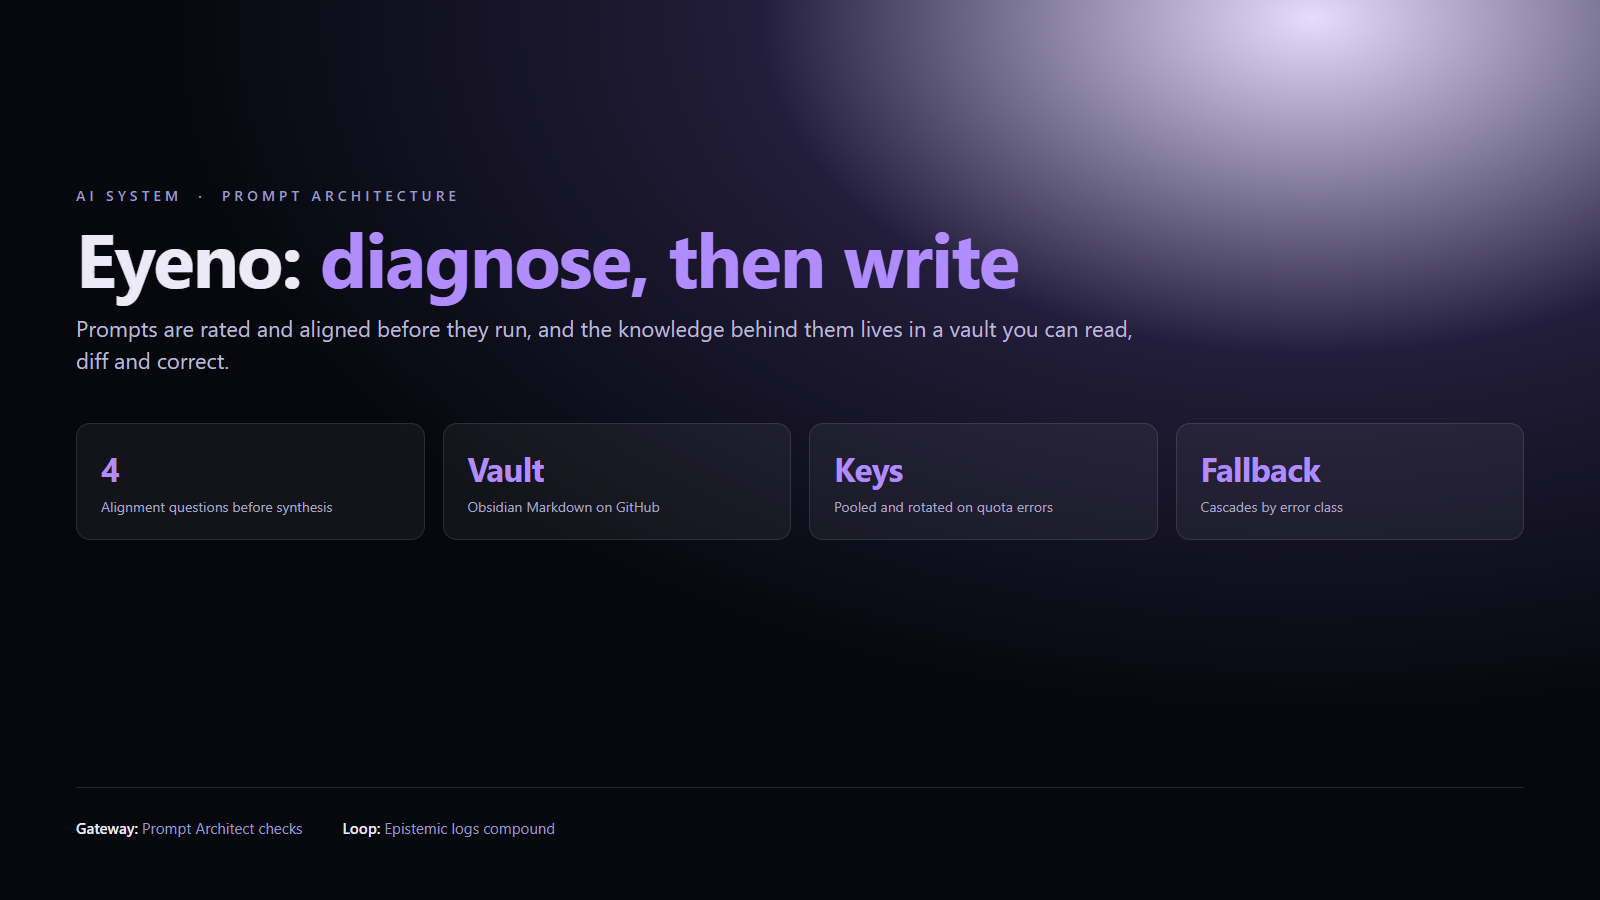 AI SYSTEM · PROMPT ARCHITECTURE
Eyeno: diagnose, then write
Prompts are rated and aligned before they run, and the knowledge behind them lives in a vault you can read,
diff and correct.
4
Alignment questions before synthesis
Vault
Obsidian Markdown on GitHub
Keys
Pooled and rotated on quota errors
Fallback
Cascades by error class
Gateway: Prompt Architect checks
Loop: Epistemic logs compound